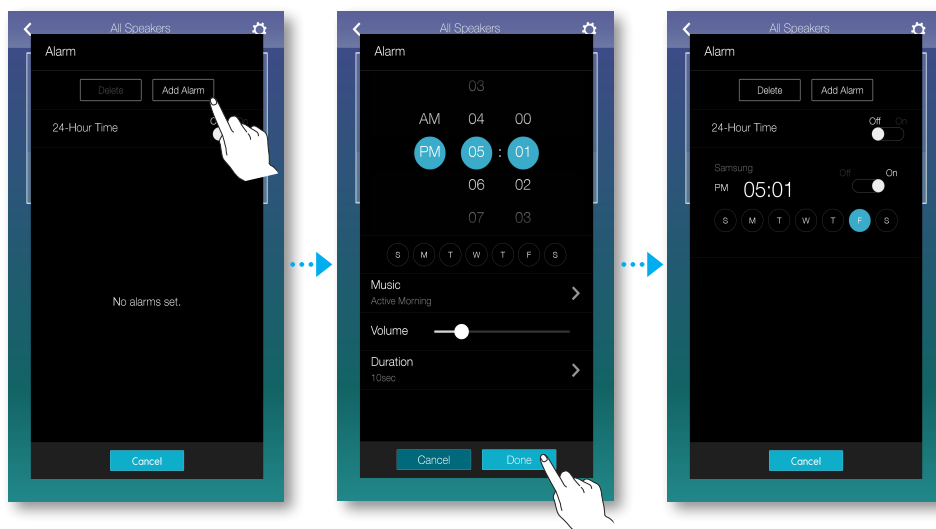 All Speakers
Alarm
Delete Add Alarm
24-Hour Time
No alarms set.
Cancel
All Speakers
Alarm
03
AM 04 00
PM 05 : 01
06 02
07 03
S M T W T F S
Music
Active Morning
Volume
Duration
10sec
Cancel Done
All Speakers
Alarm
Delete Add Alarm
24-Hour Time Off On
Samsung
PM 05:01 Off On
S M T W T F S
Cancel